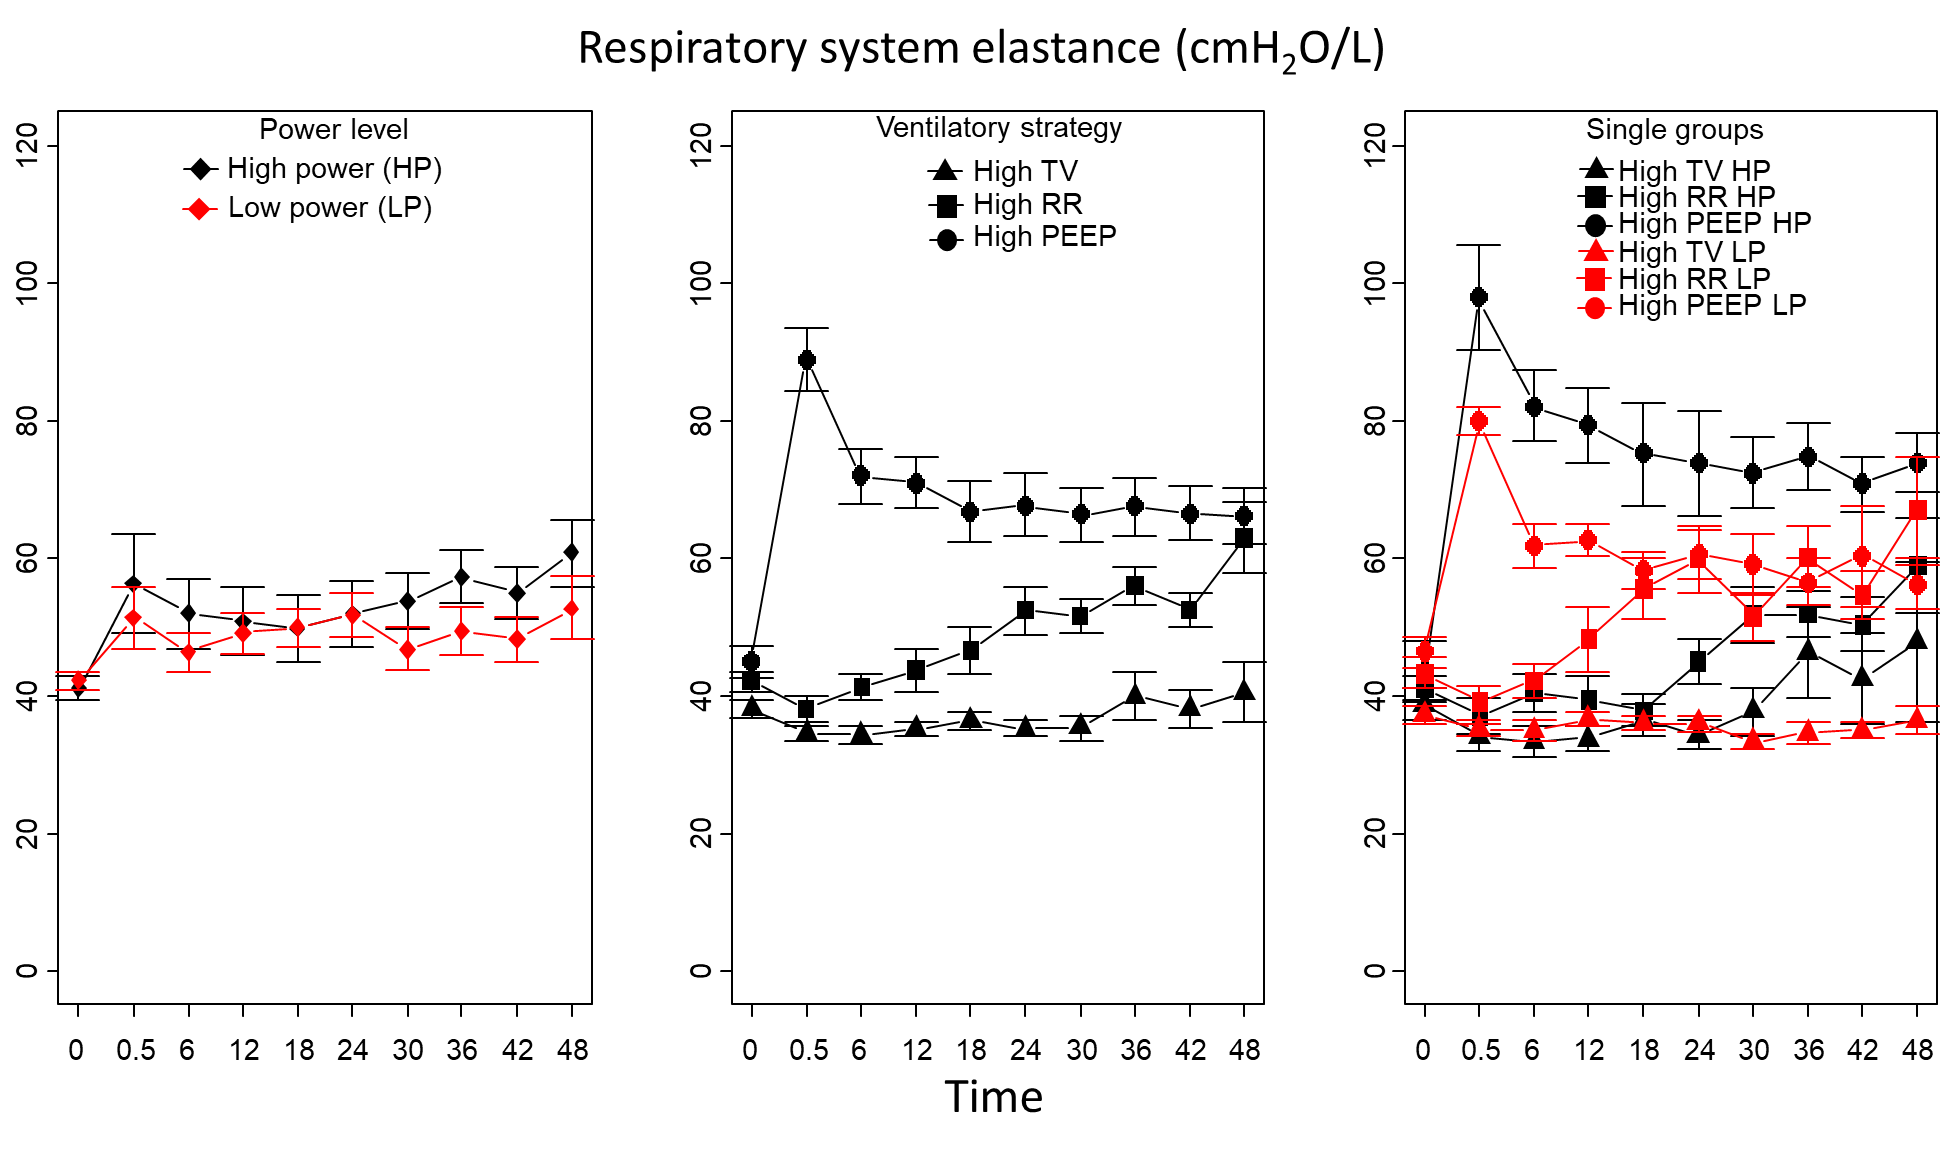 Respiratory system elastance (cmH2O/L)
Power level
High power (HP)
Low power (LP)
120
100
80
60
40
20
0
0 0.5 6 12 18 24 30 36 42 48
Ventilatory strategy
High TV
High RR
High PEEP
120
100
80
60
40
20
0
0 0.5 6 12 18 24 30 36 42 48
Single groups
High TV HP
High RR HP
High PEEP HP
High TV LP
High RR LP
High PEEP LP
120
100
80
60
40
20
0
0 0.5 6 12 18 24 30 36 42 48
Time